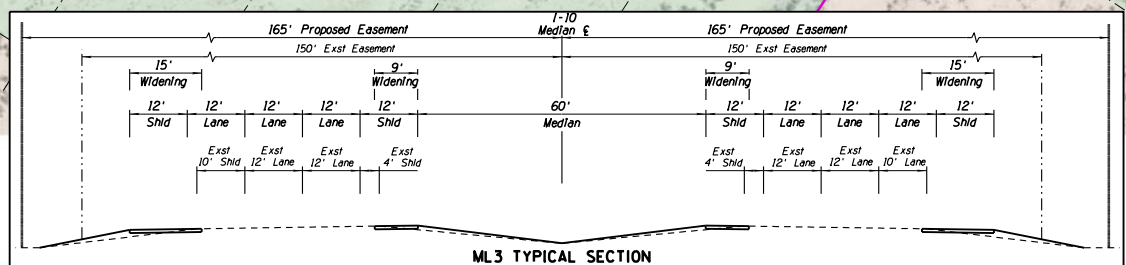 I-10
165' Proposed Easement Median ℄ 165' Proposed Easement
150' Exst Easement 150' Exst Easement
15' 9' 9' 15'
Widening Widening Widening Widening
12' 12' 12' 12' 12' 60' 12' 12' 12' 12' 12'
Shld Lane Lane Lane Shld Median Shld Lane Lane Lane Shld
Exst Exst Exst Exst Exst Exst Exst Exst
10' Shld 12' Lane 12' Lane 4' Shld 4' Shld 12' Lane 12' Lane 10' Lane
ML3 TYPICAL SECTION